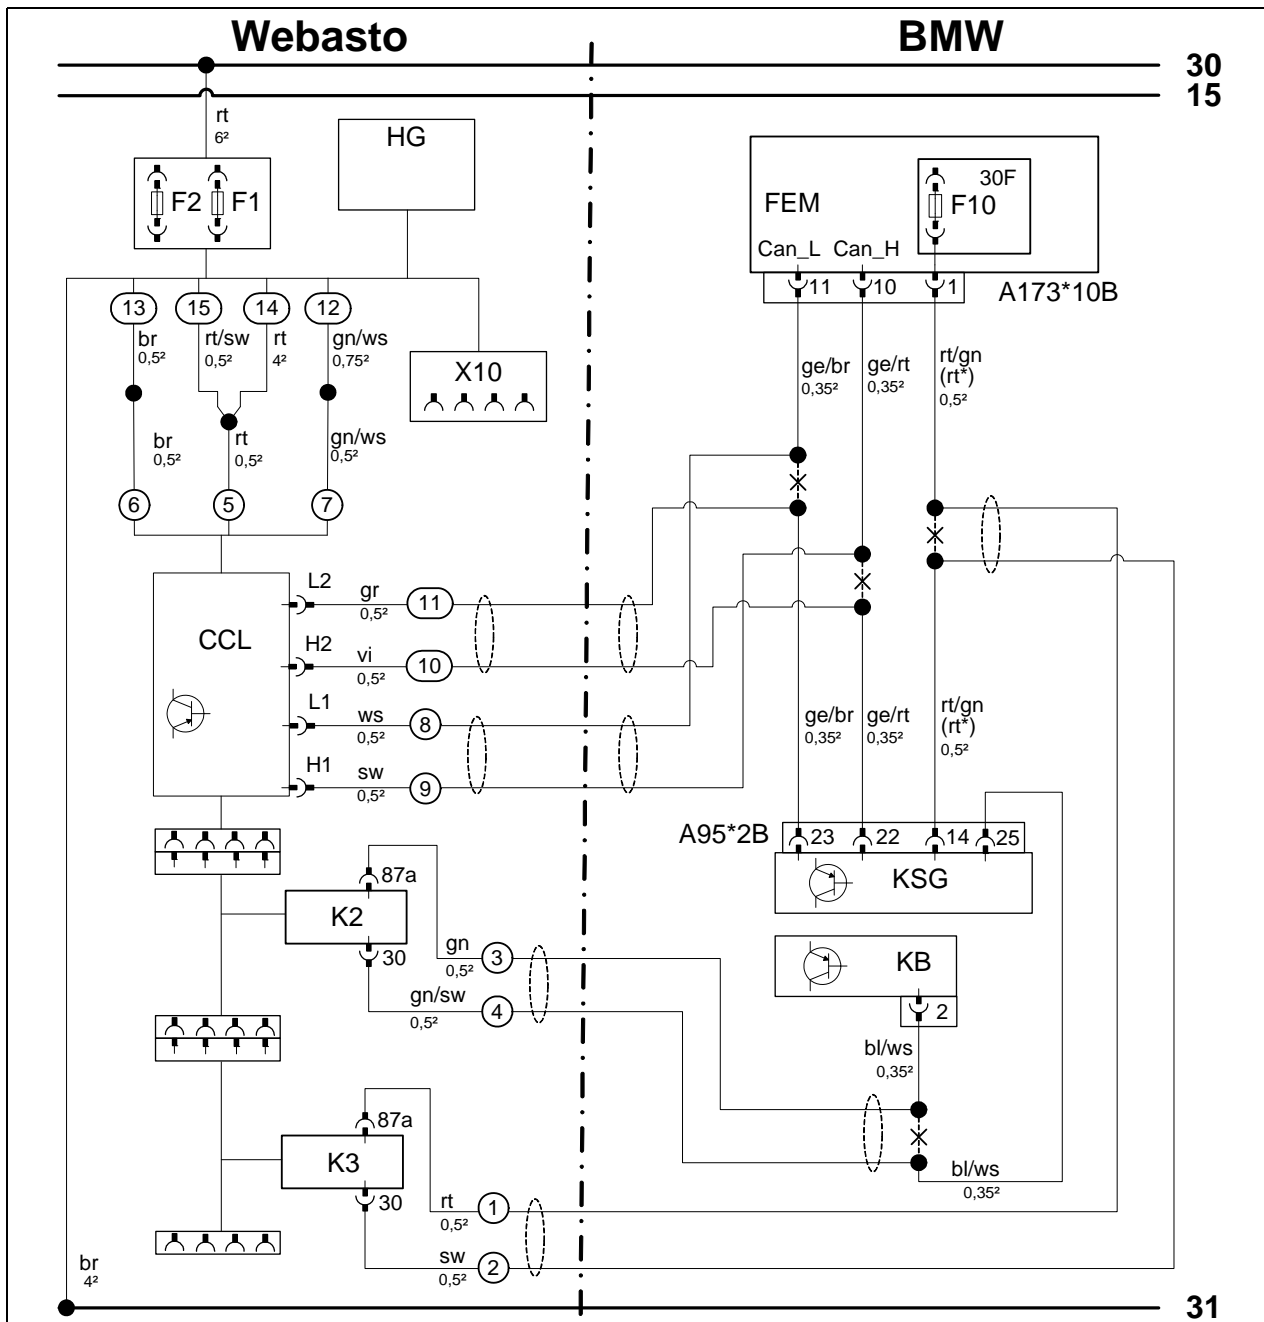 Webasto
BMW
30
15
rt
6²
HG
F2
F1
FEM
30F
F10
Can_L
Can_H
11
10
1
A173*10B
13
15
14
12
br
0,5²
rt/sw
0,5²
rt
4²
gn/ws
0,75²
X10
ge/br
0,35²
ge/rt
0,35²
rt/gn
(rt*)
0,5²
br
0,5²
rt
0,5²
gn/ws
0,5²
6
5
7
CCL
L2
gr
0,5²
11
H2
vi
0,5²
10
L1
ws
0,5²
8
H1
sw
0,5²
9
ge/br
0,35²
ge/rt
0,35²
rt/gn
(rt*)
0,5²
A95*2B
23
22
14
25
KSG
87a
K2
30
gn
0,5²
3
gn/sw
0,5²
4
KB
2
bl/ws
0,35²
87a
K3
30
bl/ws
0,35²
rt
0,5²
1
sw
0,5²
2
br
4²
31